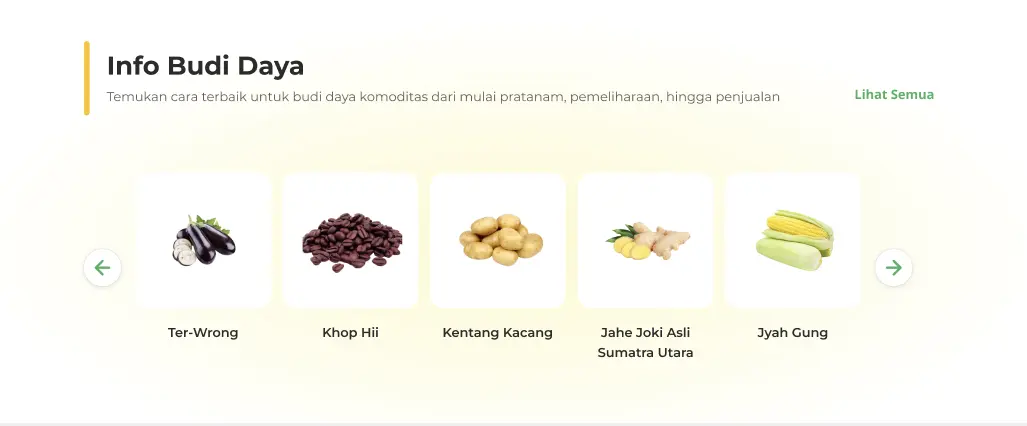 Info Budi Daya
Temukan cara terbaik untuk budi daya komoditas dari mulai pratanam, pemeliharaan, hingga penjualan
Lihat Semua
Ter-Wrong
Khop Hii
Kentang Kacang
Jahe Joki Asli
Sumatra Utara
Jyah Gung